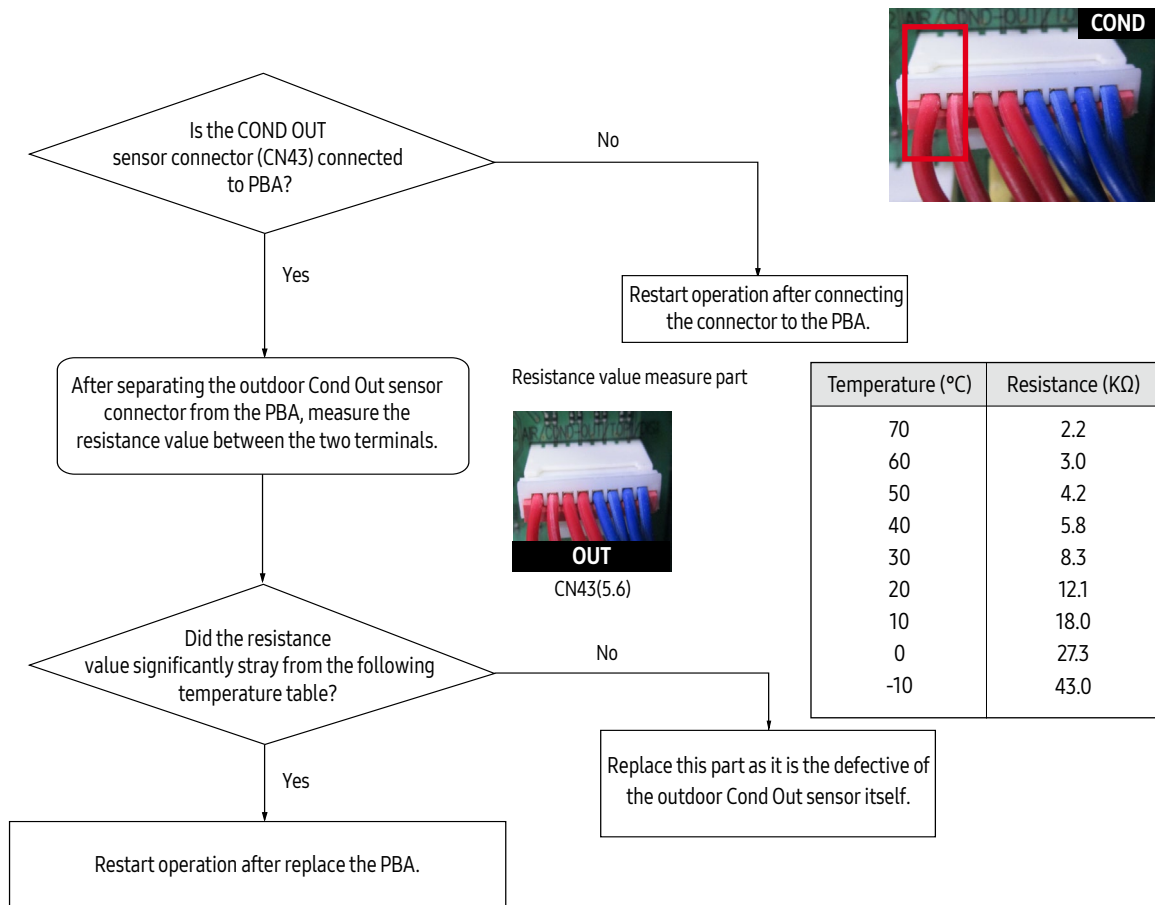 COND
Is the COND OUT
sensor connector (CN43) connected
to PBA?
No
Yes
Restart operation after connecting
the connector to the PBA.
After separating the outdoor Cond Out sensor
connector from the PBA, measure the
resistance value between the two terminals.
Resistance value measure part
OUT
CN43(5.6)
Temperature (°C) Resistance (KΩ)
70 2.2
60 3.0
50 4.2
40 5.8
30 8.3
20 12.1
10 18.0
0 27.3
-10 43.0
Did the resistance
value significantly stray from the following
temperature table?
No
Yes
Replace this part as it is the defective of
the outdoor Cond Out sensor itself.
Restart operation after replace the PBA.